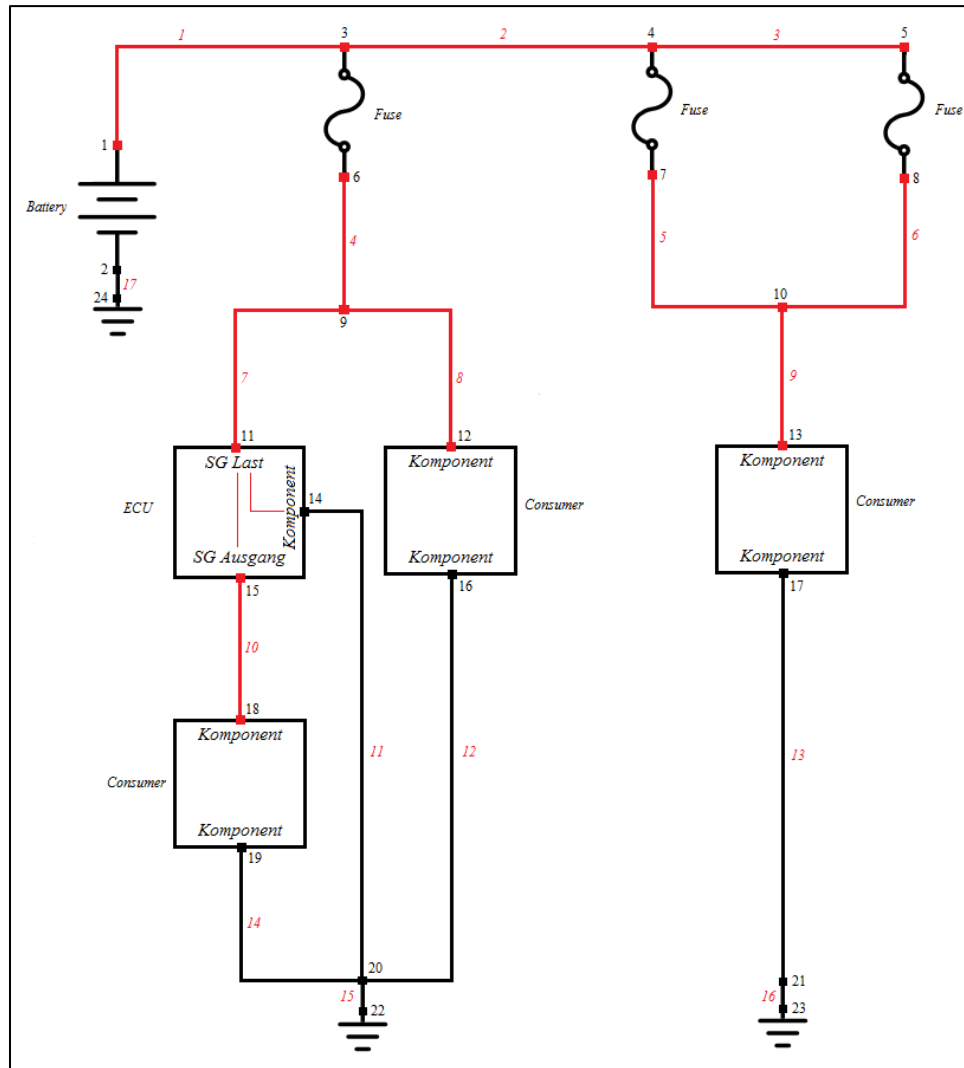 1
3
2
4
3
5
Fuse
Fuse
Fuse
1
6
7
8
Battery
4
5
6
2
17
24
9
10
7
8
9
11
12
13
SG Last
Komponent
Komponent
Komponent
14
ECU
Consumer
Consumer
SG Ausgang
Komponent
Komponent
15
16
17
10
18
Komponent
11
12
13
Consumer
Komponent
19
14
20
21
15
16
22
23